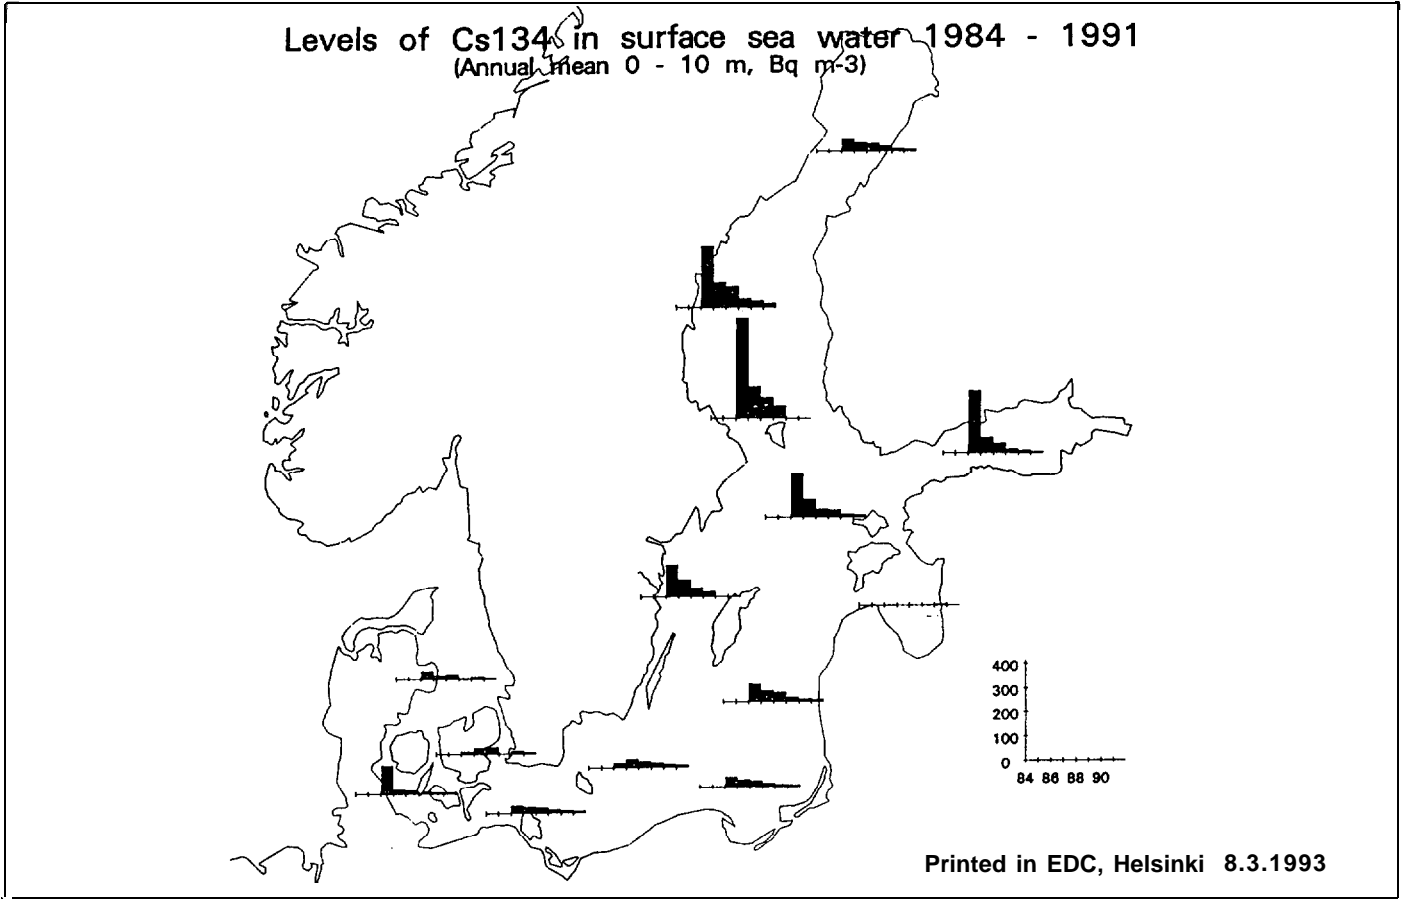 Levels of Cs134 in surface sea water 1984 - 1991
(Annual mean 0 - 10 m, Bq m-3)
400
300
200
100
0
84 86 88 90
Printed in EDC, Helsinki 8.3.1993